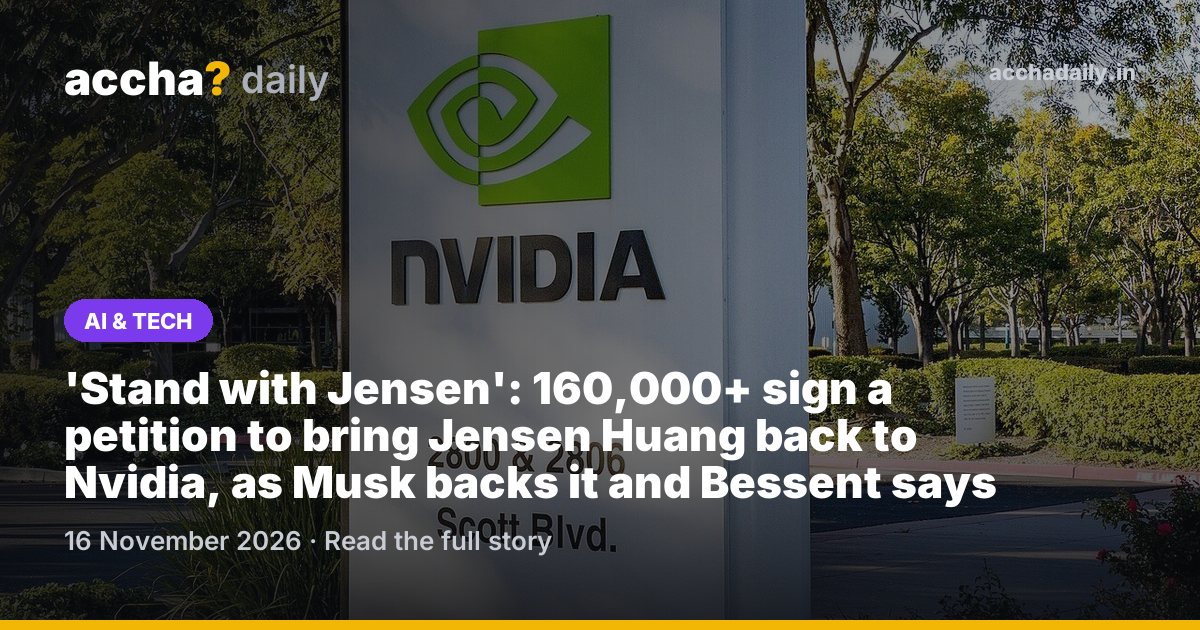 accha? daily
acchadaily.in
NVIDIA
AI & TECH
'Stand with Jensen': 160,000+ sign a
petition to bring Jensen Huang back to
Nvidia, as Musk backs it and Bessent says
2800 & 2806
Scott Blvd.
16 November 2026 · Read the full story